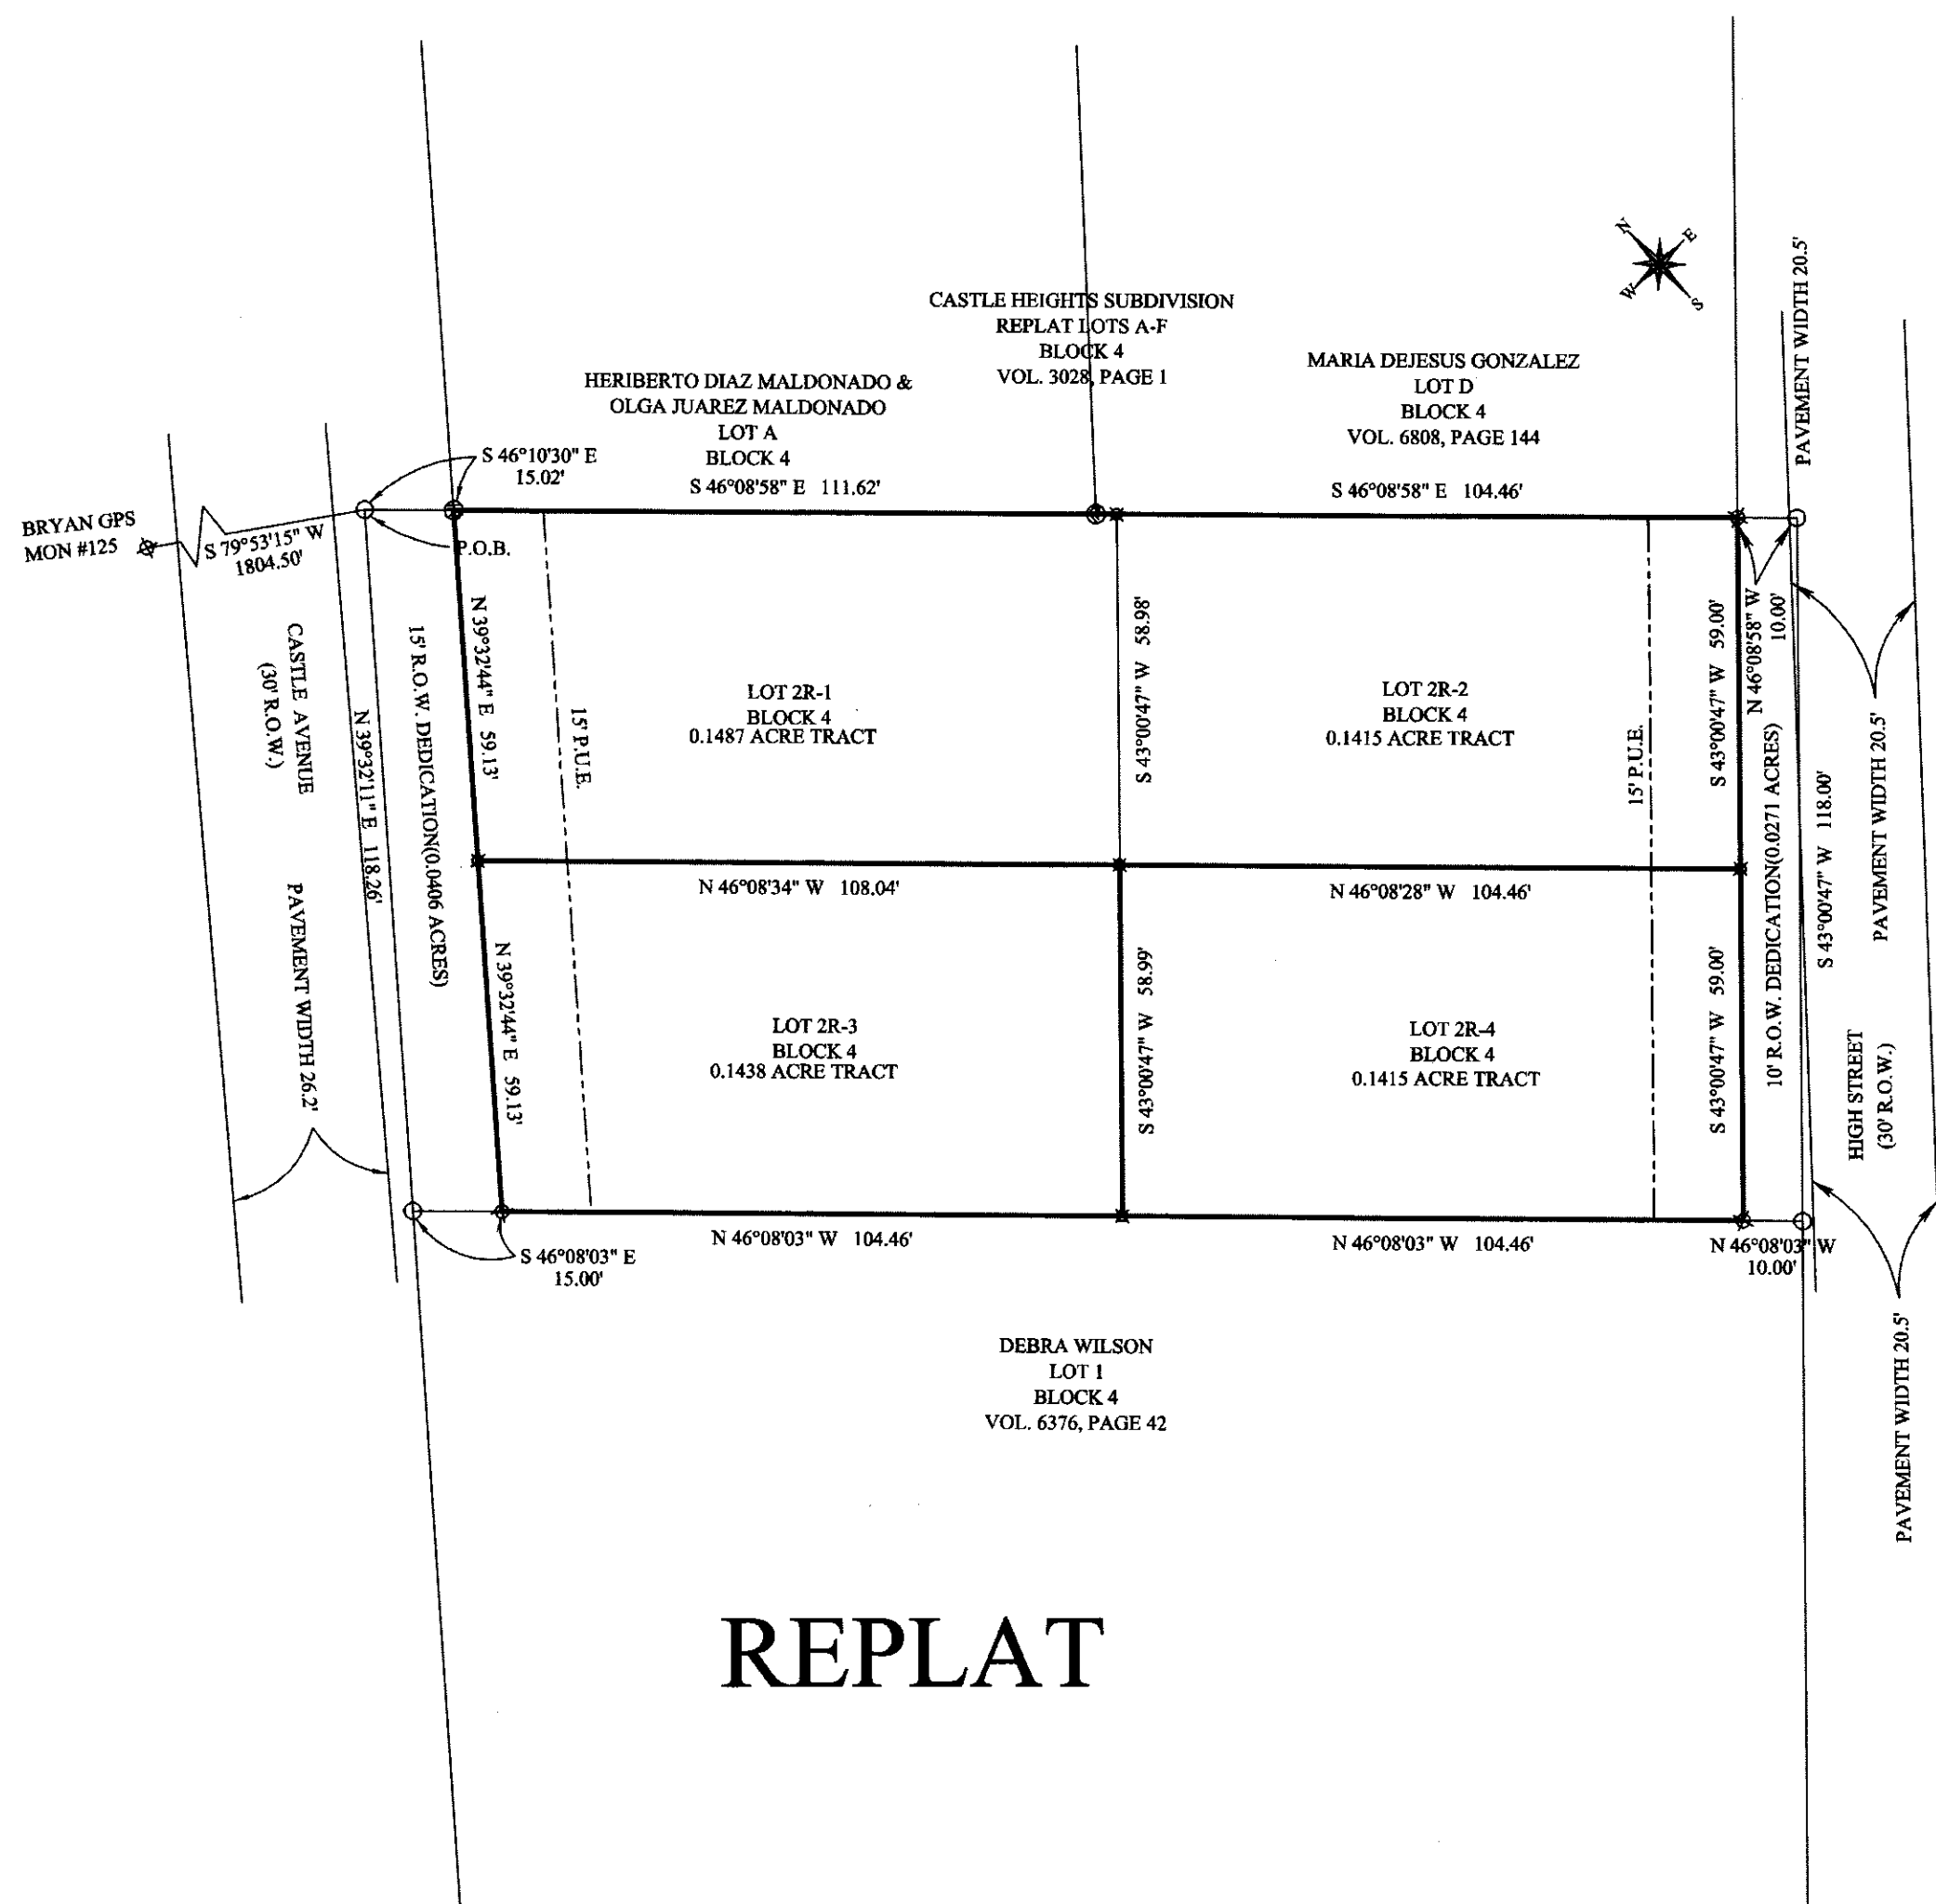 N
E
W
S
PAVEMENT WIDTH 20.5'
CASTLE HEIGHTS SUBDIVISION
REPLAT LOTS A-F
BLOCK 4
VOL. 3028, PAGE 1
HERIBERTO DIAZ MALDONADO &
OLGA JUAREZ MALDONADO
LOT A
BLOCK 4
S 46°08'58" E 111.62'
MARIA DEJESUS GONZALEZ
LOT D
BLOCK 4
VOL. 6808, PAGE 144
S 46°08'58" E 104.46'
S 46°10'30" E
15.02'
BRYAN GPS
MON #125
S 79°53'15" W
1804.50'
P.O.B.
CASTLE AVENUE
(30' R.O.W.)
N 39°32'11" E 118.26'
15' R.O.W. DEDICATION(0.0406 ACRES)
N 39°32'44" E 59.13'
15' P.U.E.
LOT 2R-1
BLOCK 4
0.1487 ACRE TRACT
S 43°00'47" W 58.98'
LOT 2R-2
BLOCK 4
0.1415 ACRE TRACT
15' P.U.E.
S 43°00'47" W 59.00'
N 46°08'58" W
10.00'
10' R.O.W. DEDICATION(0.0271 ACRES)
S 43°00'47" W 118.00'
PAVEMENT WIDTH 20.5'
N 46°08'34" W 108.04'
N 46°08'28" W 104.46'
PAVEMENT WIDTH 26.2'
N 39°32'44" E 59.13'
LOT 2R-3
BLOCK 4
0.1438 ACRE TRACT
S 43°00'47" W 58.99'
LOT 2R-4
BLOCK 4
0.1415 ACRE TRACT
S 43°00'47" W 59.00'
HIGH STREET
(30' R.O.W.)
N 46°08'03" W 104.46'
N 46°08'03" W 104.46'
N 46°08'03" W
10.00'
S 46°08'03" E
15.00'
DEBRA WILSON
LOT 1
BLOCK 4
VOL. 6376, PAGE 42
PAVEMENT WIDTH 20.5'
REPLAT